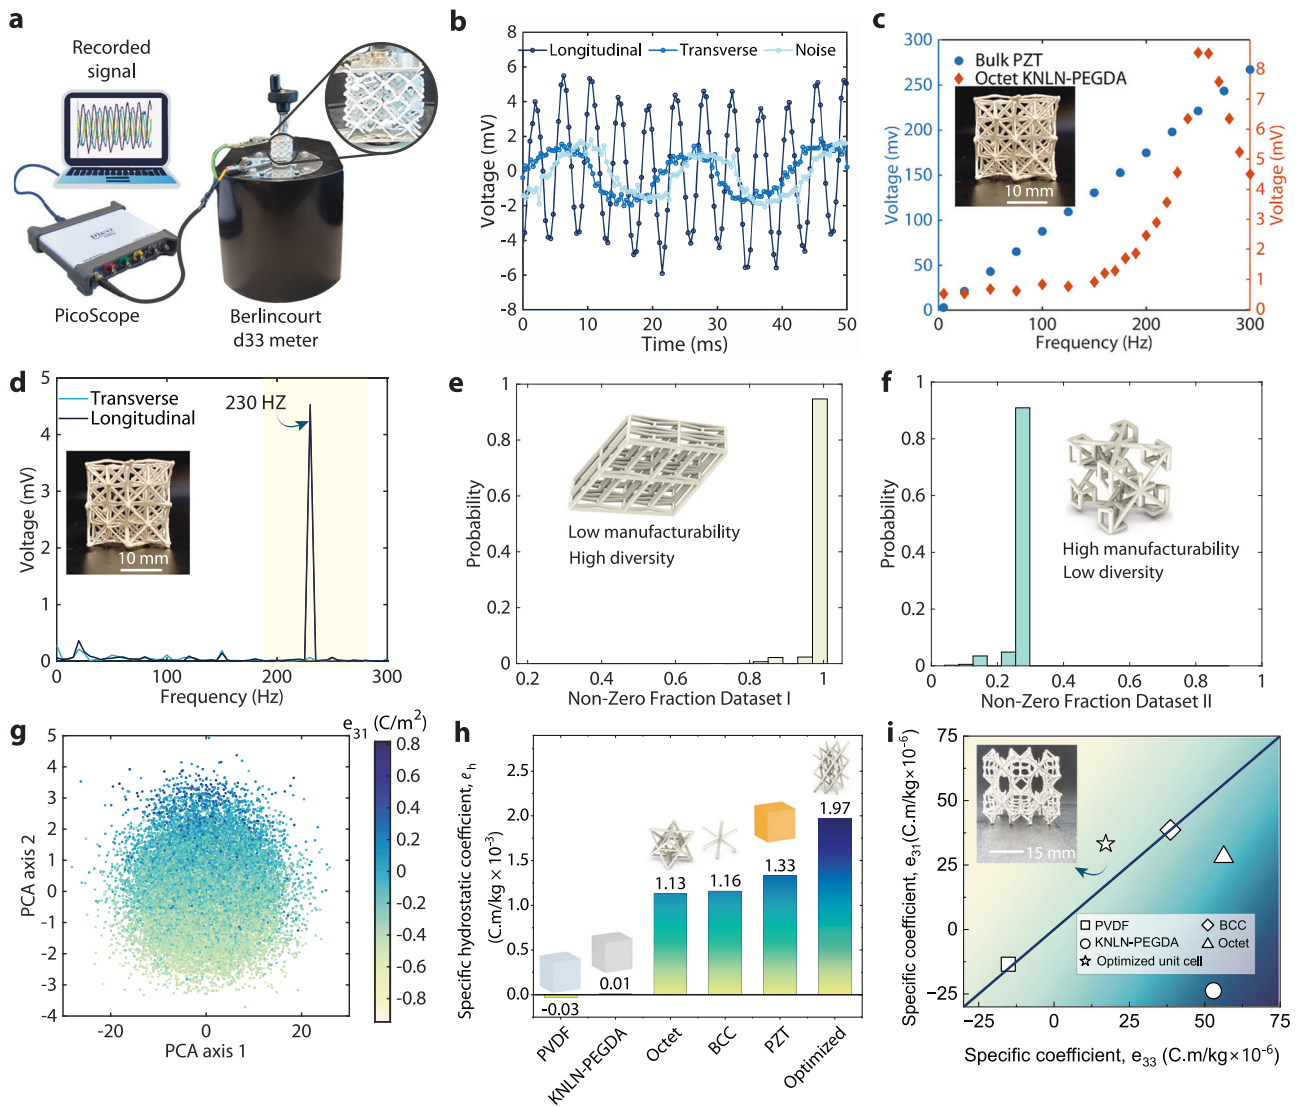 a
Recorded
signal
pico
PicoScope
Berlincourt
d33 meter
b
Longitudinal
Transverse
Noise
Voltage (mV)
8
6
4
2
0
-2
-4
-6
-8
0
10
20
30
40
50
Time (ms)
c
Bulk PZT
Octet KNLN-PEGDA
10 mm
Voltage (mV)
300
250
200
150
100
50
0
Voltage (mV)
8
7
6
5
4
3
2
1
0
0
100
200
300
Frequency (Hz)
d
Transverse
Longitudinal
230 HZ
10 mm
Voltage (mV)
5
4
3
2
4
1
0
0
100
200
300
Frequency (Hz)
e
Probability
1
0.8
0.6
0.4
0.2
0
Low manufacturability
High diversity
0.2
0.4
0.6
0.8
1
Non-Zero Fraction Dataset I
f
Probability
1
0.8
0.6
0.4
0.2
0
High manufacturability
Low diversity
0
0.2
0.4
0.6
0.8
1
Non-Zero Fraction Dataset II
g
e31 (C/m2)
PCA axis 2
5
4
3
2
1
0
-1
-2
-3
-4
-20
0
20
PCA axis 1
0.8
0.6
0.4
0.2
0
-0.2
-0.4
-0.6
-0.8
h
Specific hydrostatic coefficient, eh
(C.m/kg × 10-3)
2.5
2.0
1.5
1.0
0.5
0.0
-0.03
0.01
1.13
1.16
1.33
1.97
PVDF
KNLN-PEGDA
Octet
BCC
PZT
Optimized
i
Specific coefficient, e31(C.m/kg×10-6)
75
50
25
0
-25
15 mm
PVDF
BCC
KNLN-PEGDA
Octet
Optimized unit cell
-25
0
25
50
75
Specific coefficient, e33 (C.m/kg×10-6)